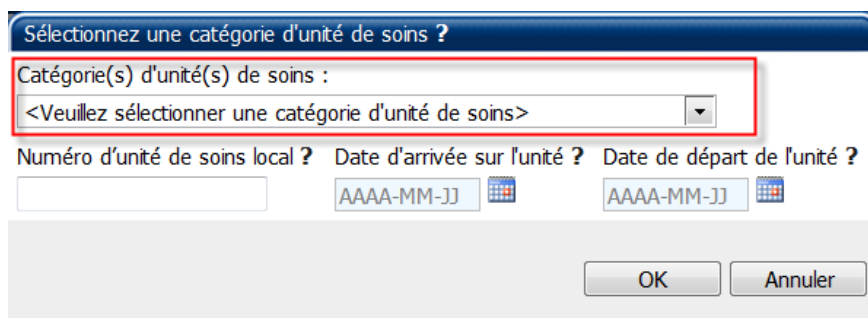 Sélectionnez une catégorie d'unité de soins ?
Catégorie(s) d'unité(s) de soins :
<Veuillez sélectionner une catégorie d'unité de soins>
Numéro d’unité de soins local ? Date d'arrivée sur l'unité ? Date de départ de l'unité ?
AAAA-MM-JJ AAAA-MM-JJ
OK Annuler